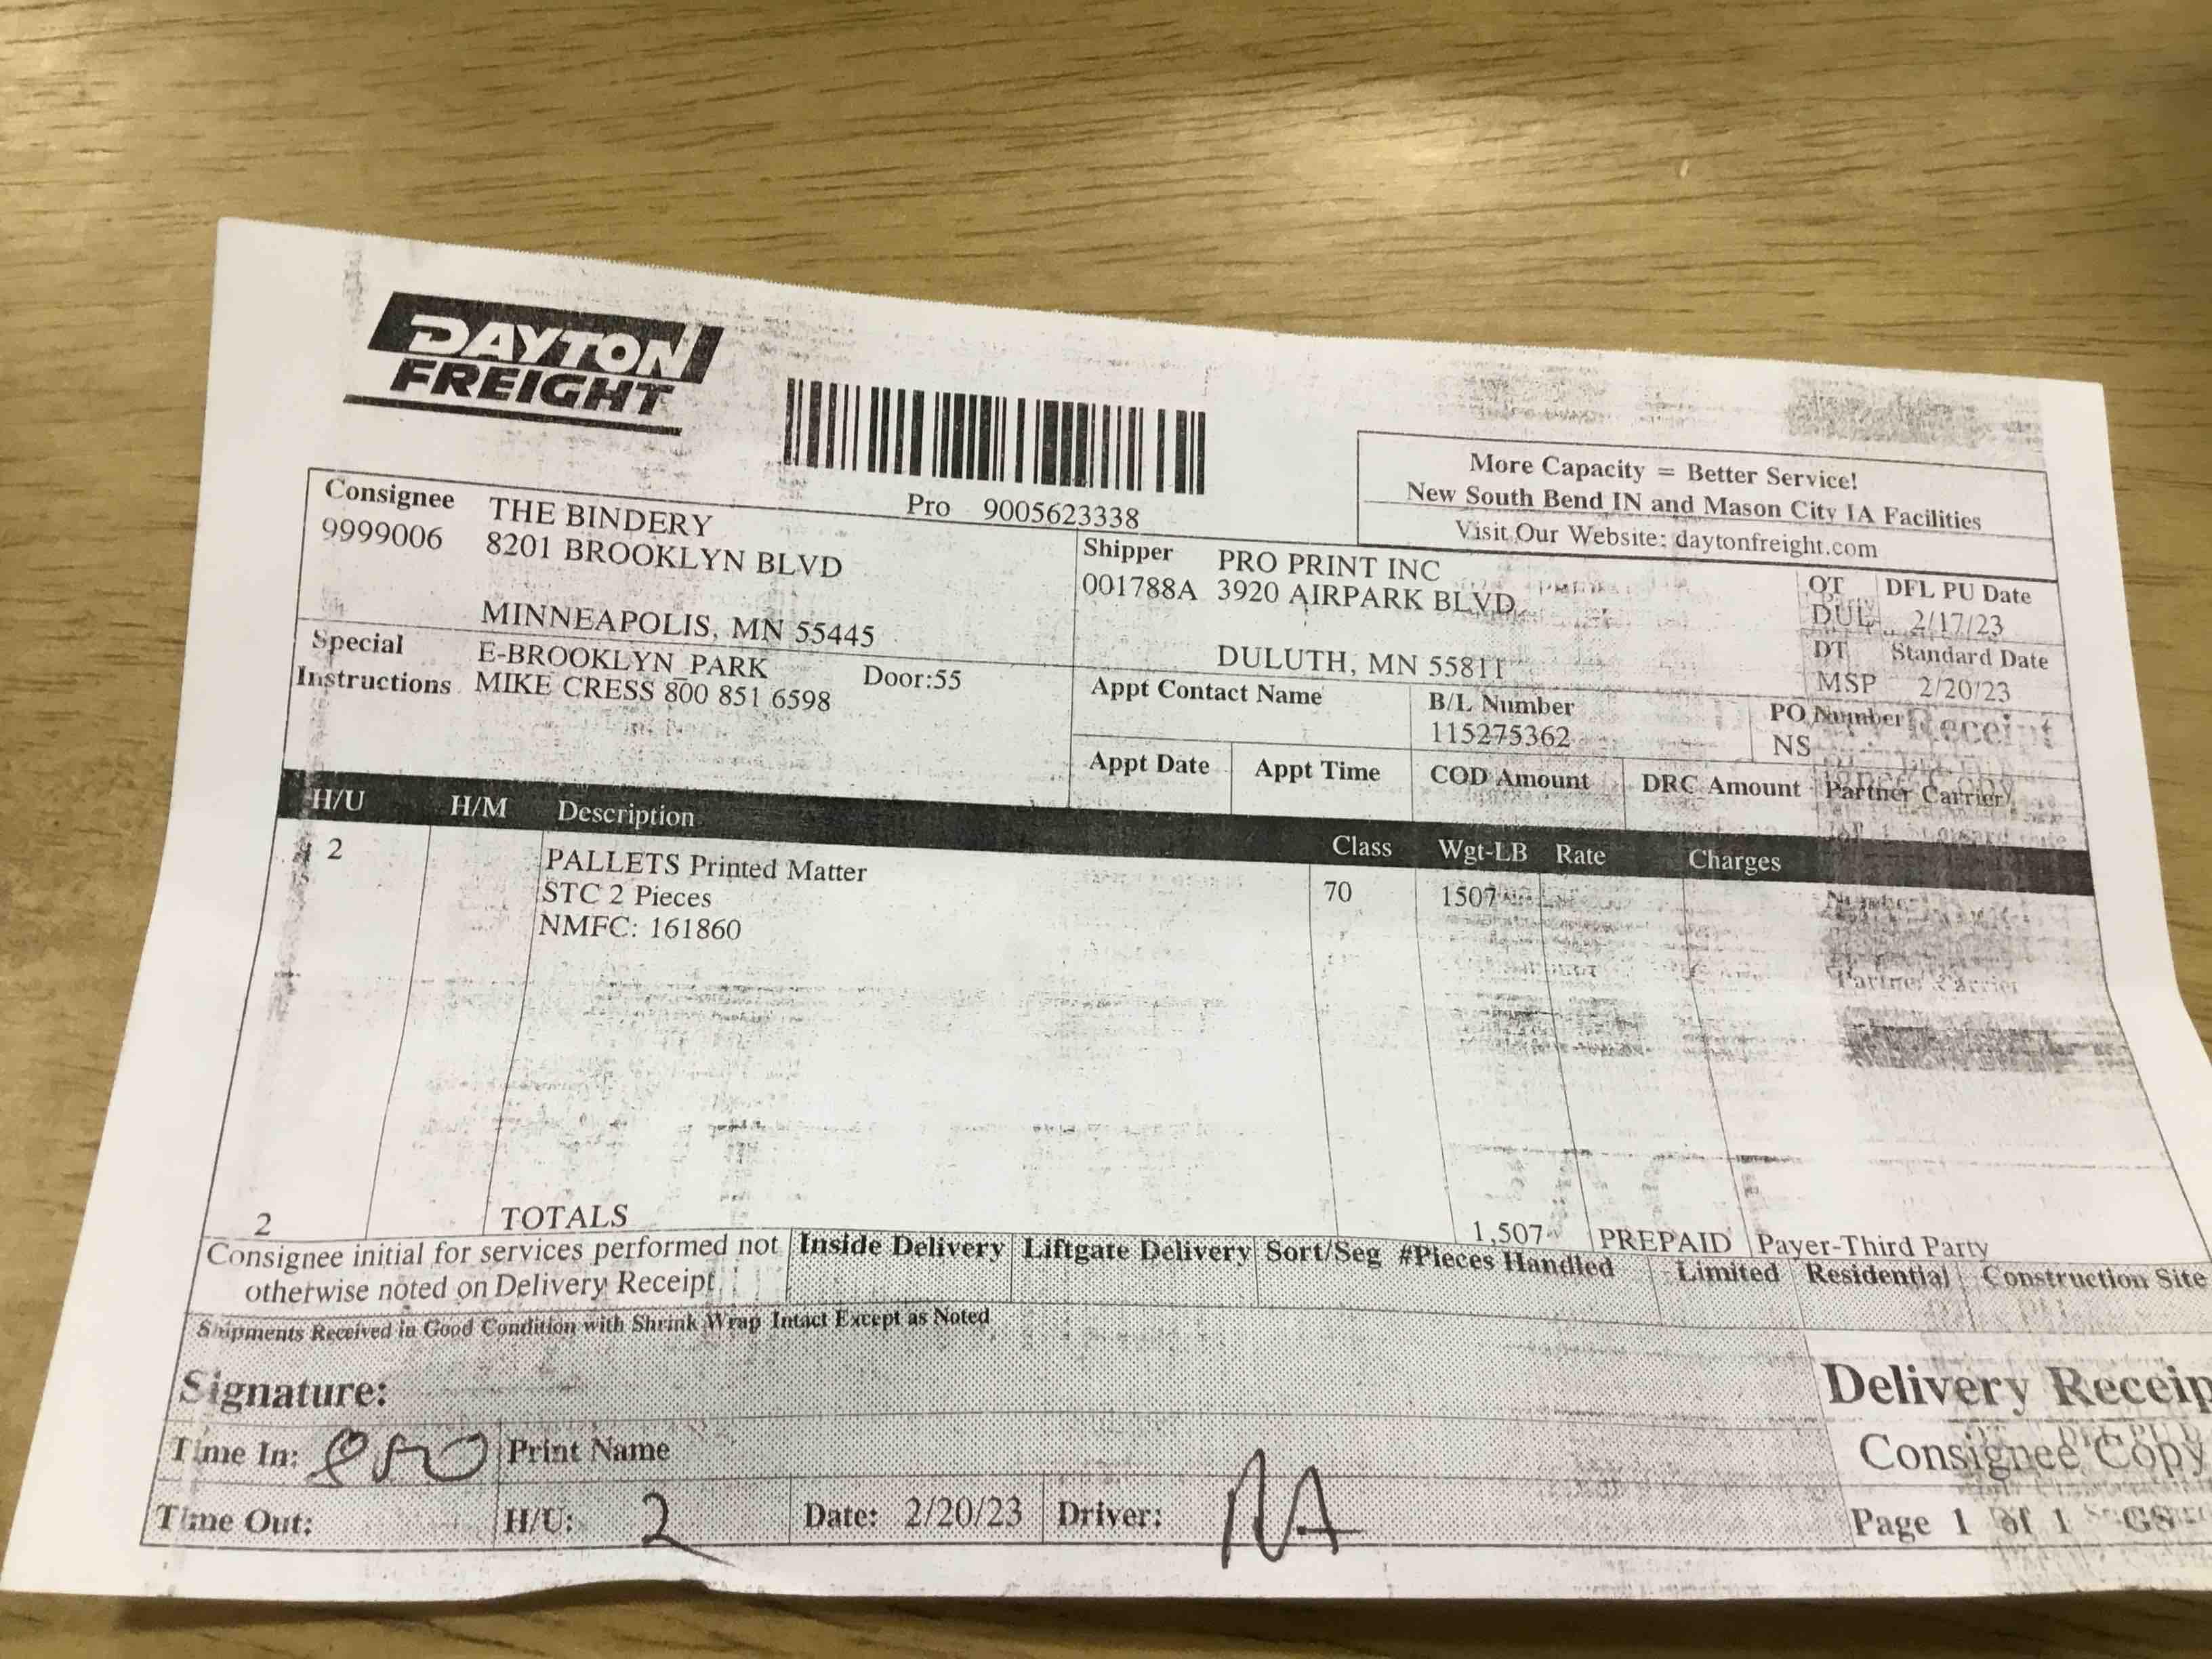 DAYTON
FREIGHT
Pro 9005623338
More Capacity = Better Service!
New South Bend IN and Mason City IA Facilities
Visit Our Website: daytonfreight.com
Consignee THE BINDERY
9999006 8201 BROOKLYN BLVD
MINNEAPOLIS, MN 55445
Shipper PRO PRINT INC
001788A 3920 AIRPARK BLVD
DULUTH, MN 55811
OT DFL PU Date
DUL 2/17/23
DT Standard Date
MSP 2/20/23
Special E-BROOKLYN_PARK Door:55
Instructions MIKE CRESS 800 851 6598
Appt Contact Name
B/L Number
115275362
PO Number
NS
Receipt
Appt Date Appt Time COD Amount DRC Amount Partner Carrier
H/U H/M Description Class Wgt-LB Rate Charges
2 PALLETS Printed Matter 70 1507
STC 2 Pieces
NMFC: 161860
Partner Carrier
2 TOTALS 1,507 PREPAID Payer-Third Party
Consignee initial for services performed not
otherwise noted on Delivery Receipt
Inside Delivery Liftgate Delivery Sort/Seg #Pieces Handled Limited Residential Construction Site
Shipments Received in Good Condition with Shrink Wrap Intact Except as Noted
Signature:
Delivery Receip
Consignee Copy
Time In: 850 Print Name
Time Out: H/U: 2 Date: 2/20/23 Driver: NA
Page 1 of 1